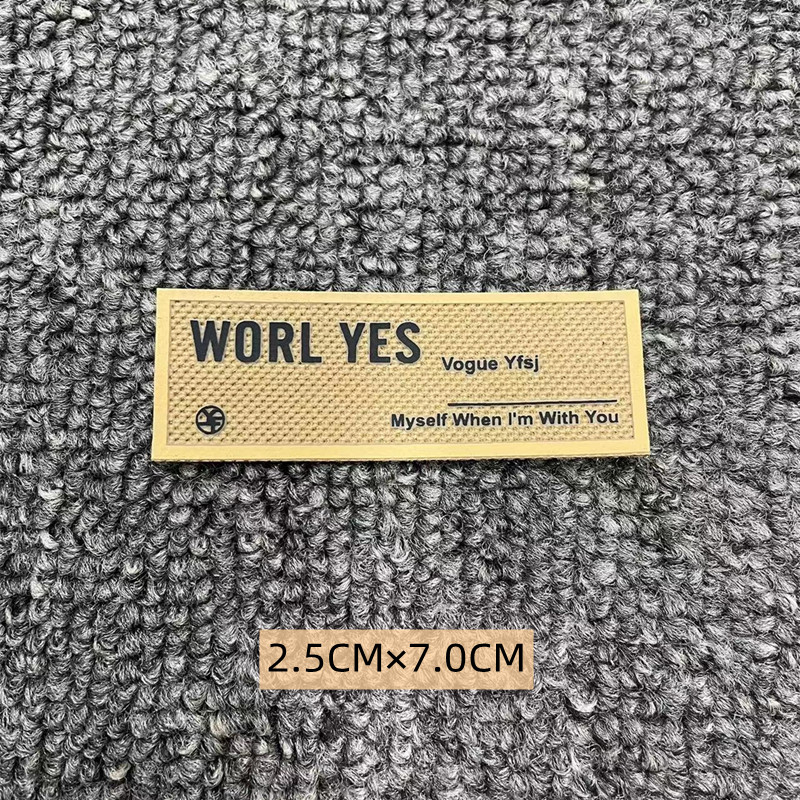 WORL YES
Vogue Yfsj
Myself When I'm With You
2.5CM×7.0CM